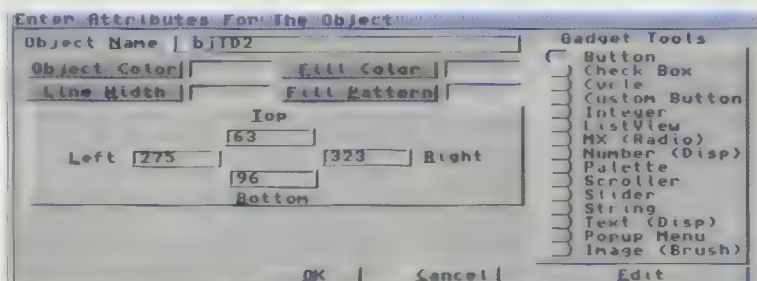 Enter Attributes For The Object
Object Name bjTD2
Object Color
Fill Color
Line Width
Fill Pattern
Top
63
Left 275
323 Right
96
Bottom
OK
Cancel
Gadget Tools
Button
Check Box
Cycle
Custom Button
Integer
ListView
MX (Radio)
Number (Disp)
Palette
Scroller
Slider
String
Text (Disp)
Popup Menu
Image (Brush)
Edit